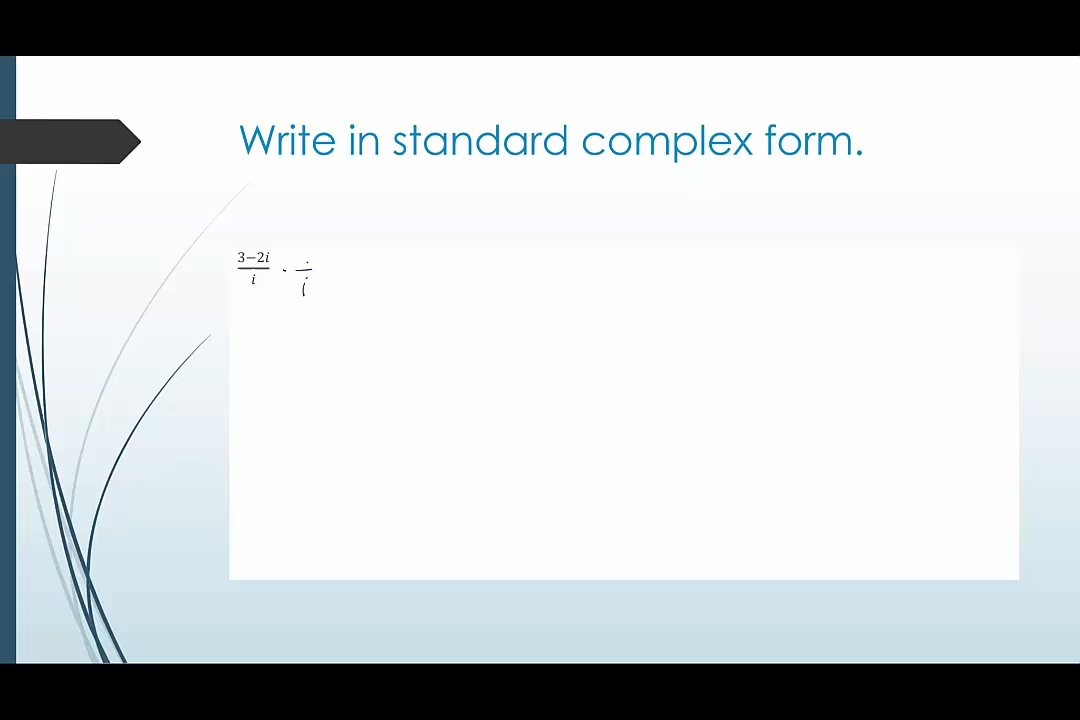 Write in standard complex form.
3−2i/i · /i